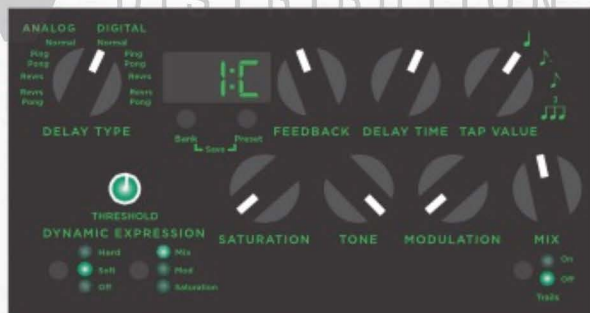 DISTRIBUTION
ANALOG DIGITAL
Normal Normal
Ping Pong Ping Pong
Revrs Revrs
Revrs Pong Revrs Pong
1:C
DELAY TYPE
Bank Preset
Save
FEEDBACK DELAY TIME TAP VALUE
3
THRESHOLD
DYNAMIC EXPRESSION
Hard Mix
Soft Mod
Off Saturation
SATURATION TONE MODULATION MIX
On
Off
Trails